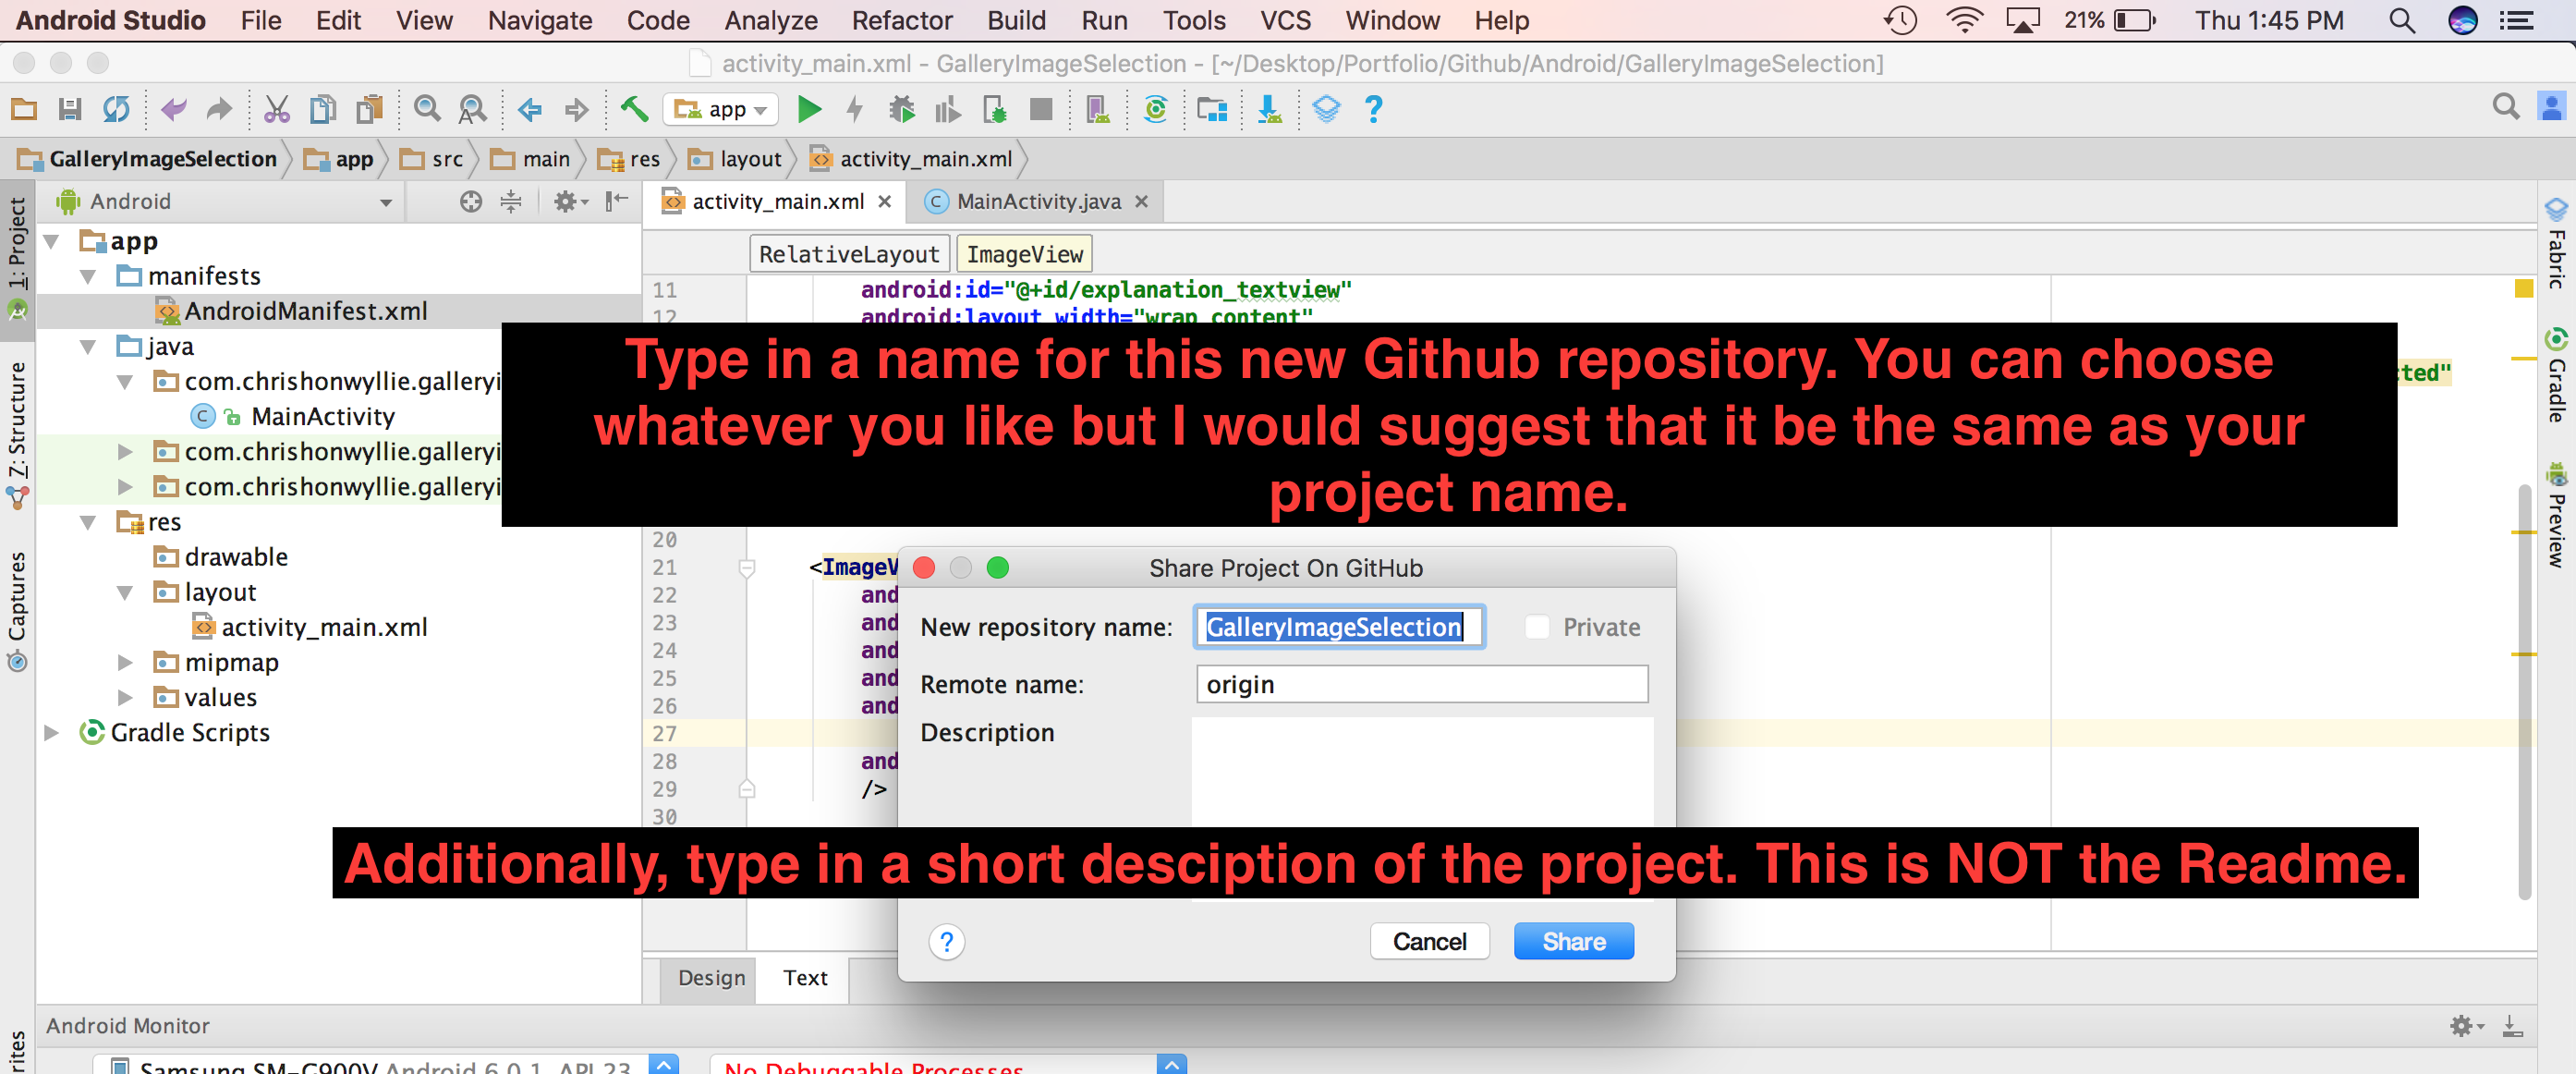 Android Studio File Edit View Navigate Code Analyze Refactor Build Run Tools VCS Window Help 21% Thu 1:45 PM
activity_main.xml - GalleryImageSelection - [~/Desktop/Portfolio/Github/Android/GalleryImageSelection]
app
GalleryImageSelection app src main res layout activity_main.xml
1: Project
7: Structure
Captures
Android
app
manifests
AndroidManifest.xml
java
com.chrishonwyllie.galleryi
MainActivity
com.chrishonwyllie.galleryi
com.chrishonwyllie.galleryi
res
drawable
layout
activity_main.xml
mipmap
values
Gradle Scripts
activity_main.xml MainActivity.java
RelativeLayout ImageView
11 android:id="@+id/explanation_textview"
12 android:layout_width="wrap_content"
cted"
Type in a name for this new Github repository. You can choose
whatever you like but I would suggest that it be the same as your
project name.
20
21 <ImageV
22 and
23 and
24 and
25 and
26 and
27
28 and
29 />
30
Share Project On GitHub
New repository name: GalleryImageSelection Private
Remote name: origin
Description
Additionally, type in a short desciption of the project. This is NOT the Readme.
? Cancel Share
Design Text
Fabric
Gradle
Preview
Android Monitor
Samsung SM-G900V Android 6.0.1, API 23 No Debuggable Processes